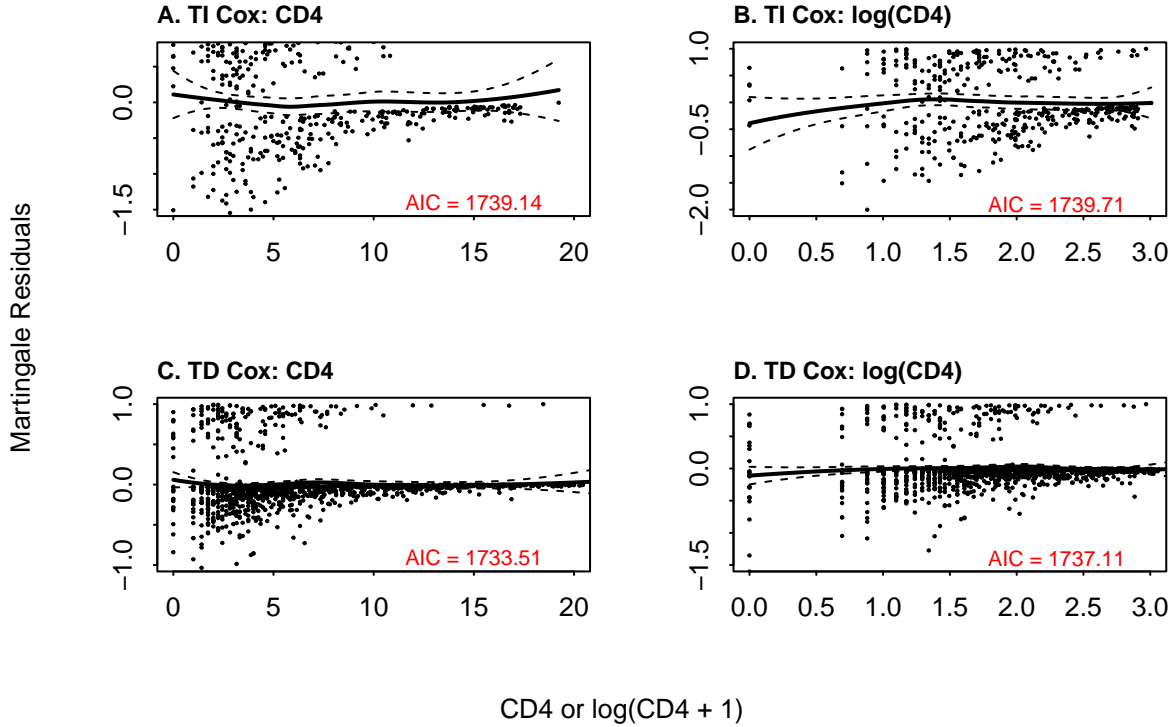 A. TI Cox: CD4
0.0
−1.5
AIC = 1739.14
0 5 10 15 20
B. TI Cox: log(CD4)
1.0
−0.5
−2.0
AIC = 1739.71
0.0 0.5 1.0 1.5 2.0 2.5 3.0
Martingale Residuals
C. TD Cox: CD4
1.0
0.0
−1.0
AIC = 1733.51
0 5 10 15 20
D. TD Cox: log(CD4)
1.0
0.0
−1.5
AIC = 1737.11
0.0 0.5 1.0 1.5 2.0 2.5 3.0
CD4 or log(CD4 + 1)